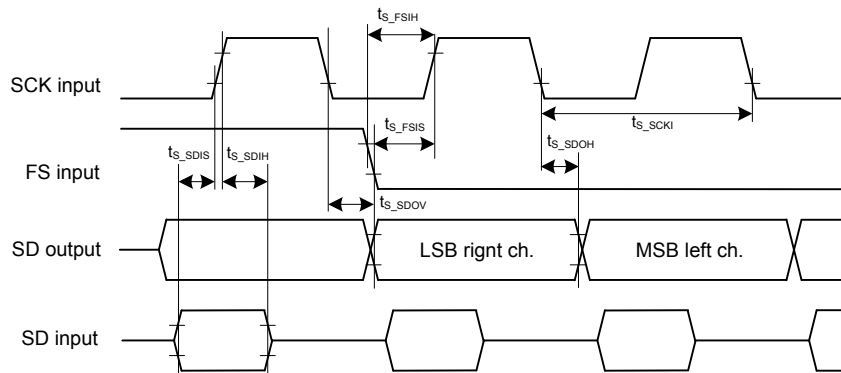 tS_FSIH
SCK input
tS_SCKI
tS_FSIS
tS_SDIS
tS_SDIH
tS_SDOH
FS input
tS_SDOV
SD output
LSB rignt ch.
MSB left ch.
SD input